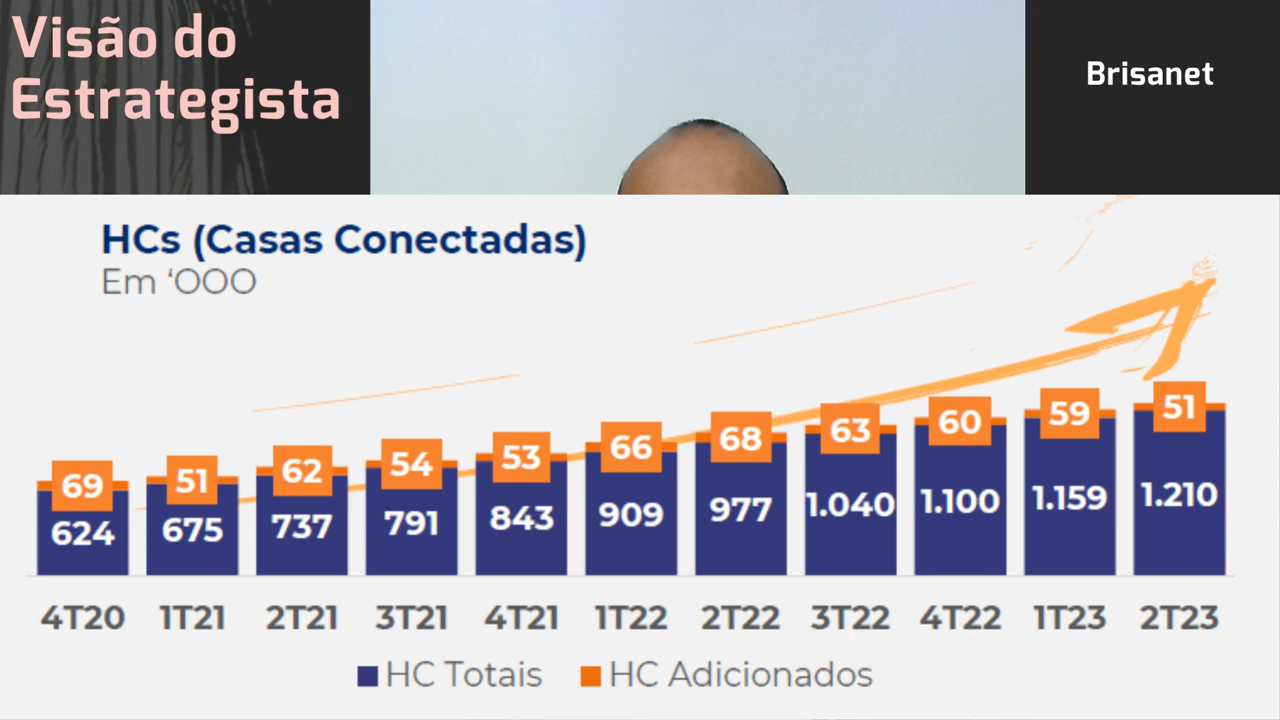 Visão do
Estrategista
Brisanet
HCs (Casas Conectadas)
Em ‘OOO
69 51 62 54 53 66 68 63 60 59 51
624 675 737 791 843 909 977 1.040 1.100 1.159 1.210
4T20 1T21 2T21 3T21 4T21 1T22 2T22 3T22 4T22 1T23 2T23
HC Totais HC Adicionados